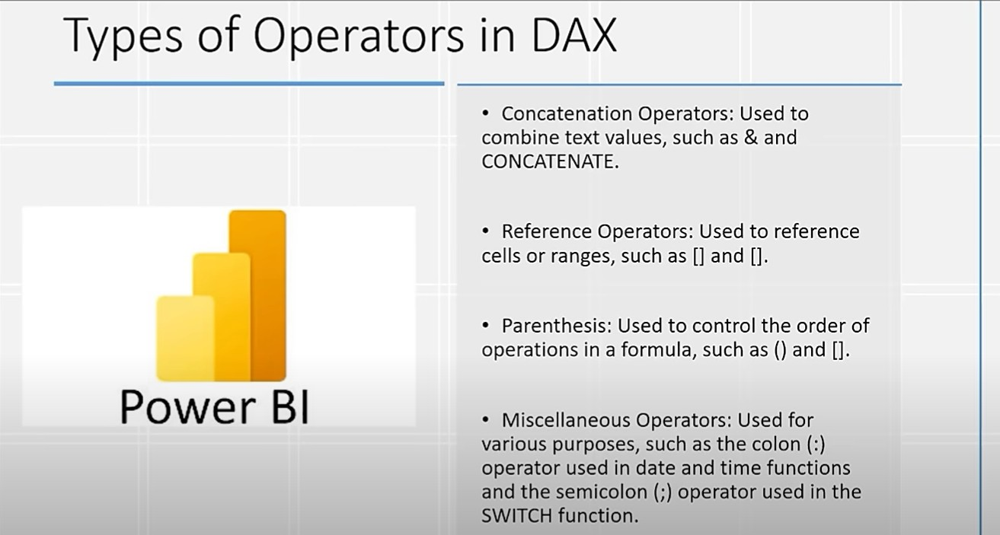 Types of Operators in DAX
• Concatenation Operators: Used to
combine text values, such as & and
CONCATENATE.
• Reference Operators: Used to reference
cells or ranges, such as [] and [].
• Parenthesis: Used to control the order of
operations in a formula, such as () and [].
• Miscellaneous Operators: Used for
various purposes, such as the colon (:)
operator used in date and time functions
and the semicolon (;) operator used in the
SWITCH function.
Power BI